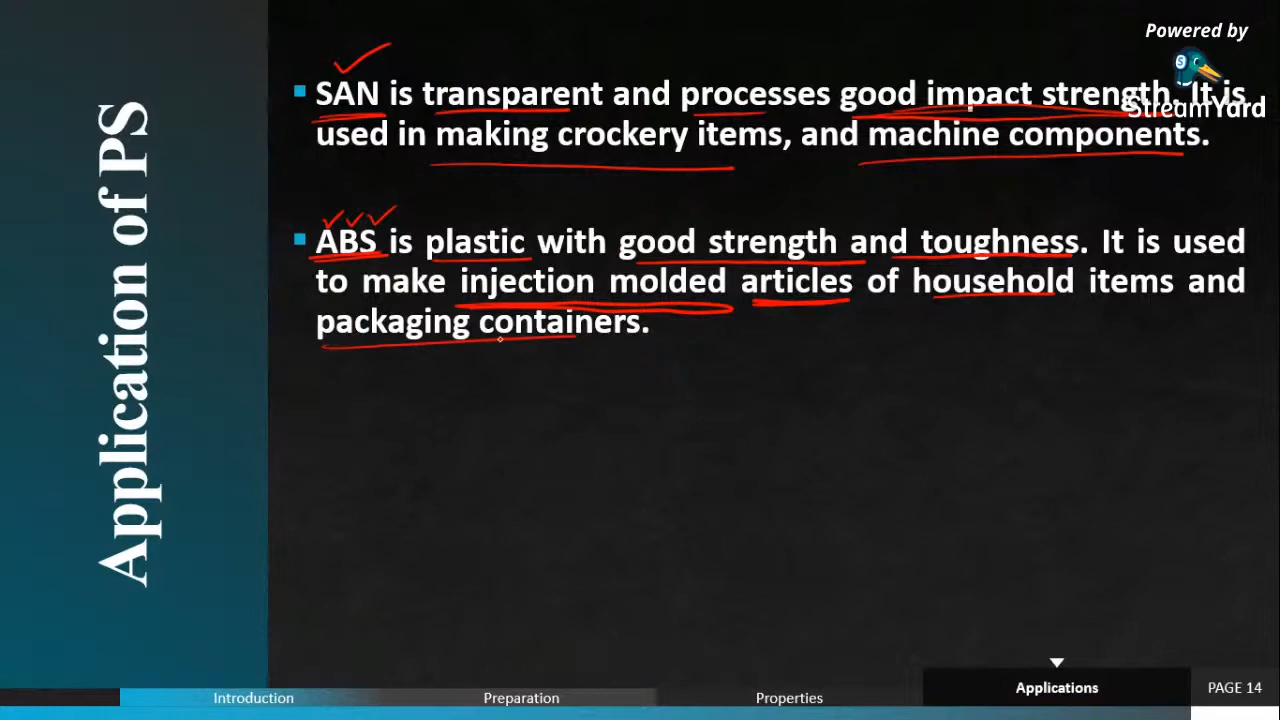 Powered by
StreamYard
Application of PS
SAN is transparent and processes good impact strength. It is
used in making crockery items, and machine components.
ABS is plastic with good strength and toughness. It is used
to make injection molded articles of household items and
packaging containers.
Introduction
Preparation
Properties
Applications
PAGE 14